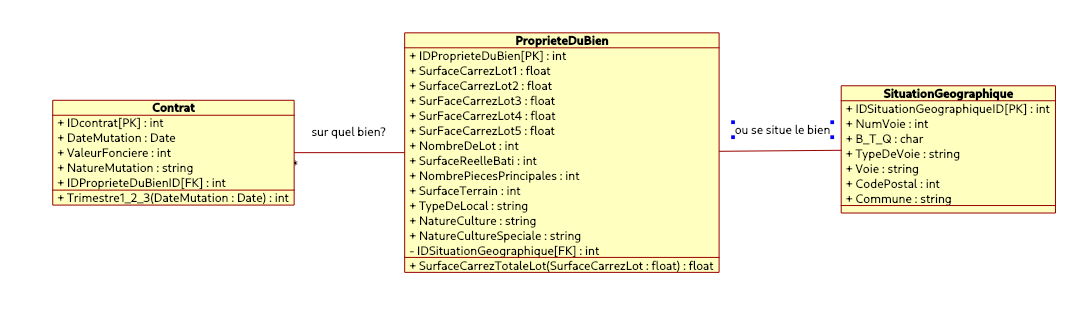 Contrat
+ IDcontrat[PK] : int
+ DateMutation : Date
+ ValeurFonciere : int
+ NatureMutation : string
+ IDProprieteDuBienID[FK] : int
+ Trimestre1_2_3(DateMutation : Date) : int
sur quel bien?
*
ProprieteDuBien
+ IDProprieteDuBien[PK] : int
+ SurfaceCarrezLot1 : float
+ SurfaceCarrezLot2 : float
+ SurFaceCarrezLot3 : float
+ SurFaceCarrezLot4 : float
+ SurFaceCarrezLot5 : float
+ NombreDeLot : int
+ SurfaceReelleBati : int
+ NombrePiecesPrincipales : int
+ SurfaceTerrain : int
+ TypeDeLocal : string
+ NatureCulture : string
+ NatureCultureSpeciale : string
- IDSituationGeographique[FK] : int
+ SurfaceCarrezTotaleLot(SurfaceCarrezLot : float) : float
ou se situe le bien
SituationGeographique
+ IDSituationGeographiqueID[PK] : int
+ NumVoie : int
+ B_T_Q : char
+ TypeDeVoie : string
+ Voie : string
+ CodePostal : int
+ Commune : string